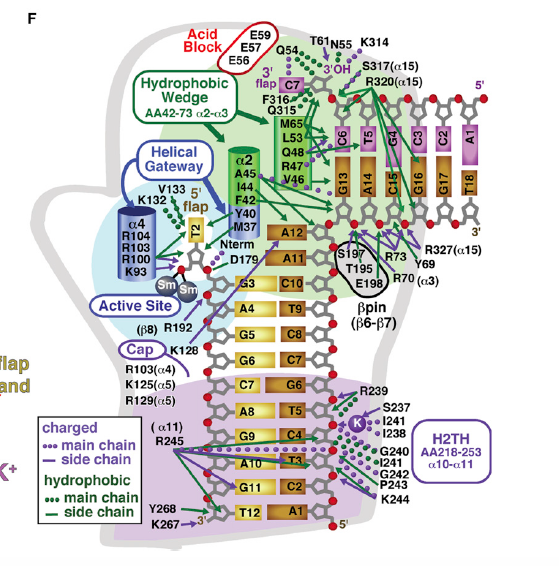 F
Acid
Block
E59
E57
E56
Q54
T61
N55
K314
3'OH
S317(α15)
R320(α15)
3'
flap
C7
5'
F316
Q315
Hydrophobic
Wedge
AA42-73 α2-α3
M65
L53
Q48
R47
V46
C6
T5
G4
C3
C2
A1
G13
A14
C15
G16
G17
T18
3'
Helical
Gateway
α2
A45
I44
F42
Y40
M37
V133
K132
5'
flap
T2
α4
R104
R103
R100
K93
Nterm
D179
Sm
Sm
A12
A11
S197
T195
E198
R73
Y69
R70 (α3)
R327(α15)
βpin
(β6-β7)
Active Site
(β8)
R192
K128
Cap
R103(α4)
K125(α5)
R129(α5)
G3
C10
A4
T9
G5
C8
G6
C7
C7
G6
A8
T5
G9
C4
A10
T3
G11
C2
T12
A1
3'
5'
flap
and
K+
charged
main chain
side chain
hydrophobic
main chain
side chain
(α11)
R245
Y268
K267
R239
S237
K
I241
I238
G240
I241
G242
P243
K244
H2TH
AA218-253
α10-α11